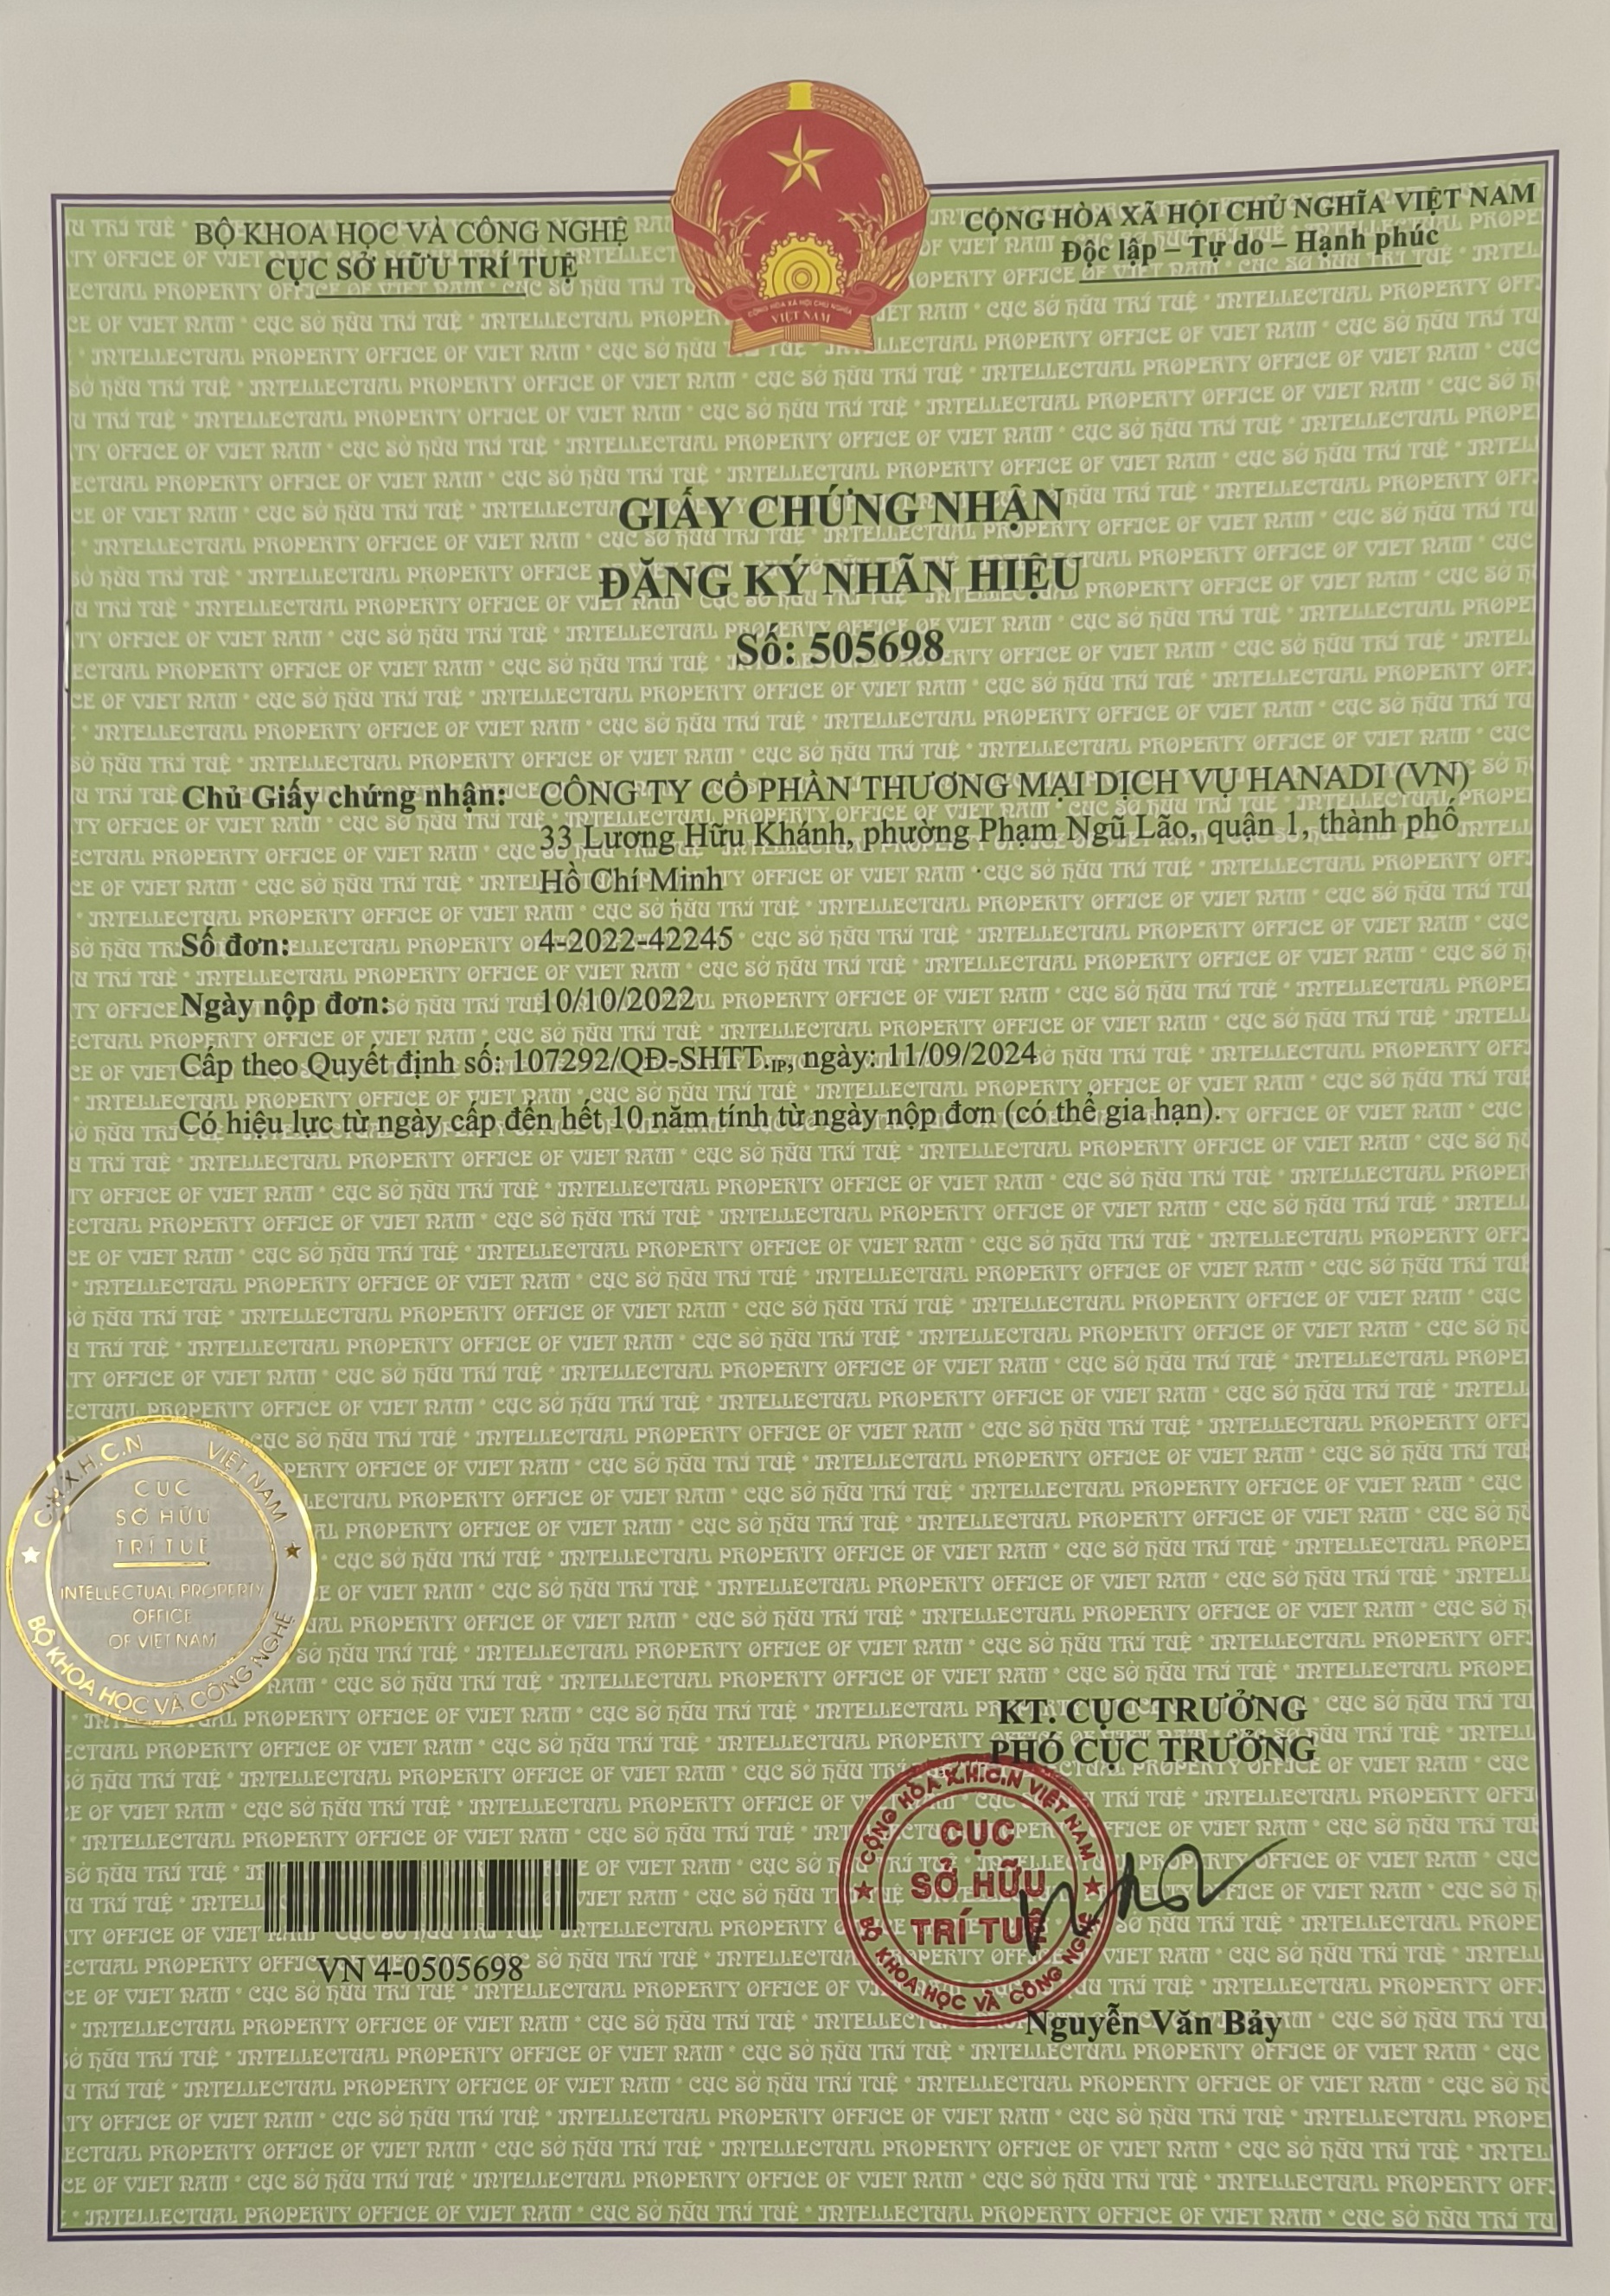 BỘ KHOA HỌC VÀ CÔNG NGHỆ
CỤC SỞ HỮU TRÍ TUỆ
CỘNG HÒA XÃ HỘI CHỦ NGHĨA VIỆT NAM
Độc lập – Tự do – Hạnh phúc
CỘNG HÒA XÃ HỘI CHỦ NGHĨA
VIỆT NAM
GIẤY CHỨNG NHẬN
ĐĂNG KÝ NHÃN HIỆU
Số: 505698
Chủ Giấy chứng nhận: CÔNG TY CỔ PHẦN THƯƠNG MẠI DỊCH VỤ HANADI (VN)
33 Lương Hữu Khánh, phường Phạm Ngũ Lão, quận 1, thành phố
Hồ Chí Minh
Số đơn: 4-2022-42245
Ngày nộp đơn: 10/10/2022
Cấp theo Quyết định số: 107292/QĐ-SHTT.IP, ngày: 11/09/2024
Có hiệu lực từ ngày cấp đến hết 10 năm tính từ ngày nộp đơn (có thể gia hạn).
C.X.X.H.C.N VIỆT NAM
CỤC
SỞ HỮU
TRÍ TUỆ
INTELLECTUAL PROPERTY
OFFICE
OF VIET NAM
BỘ KHOA HỌC VÀ CÔNG NGHỆ
KT. CỤC TRƯỞNG
PHÓ CỤC TRƯỞNG
CỘNG HÒA X.H.C.N VIỆT NAM
CỤC
SỞ HỮU
TRÍ TUỆ
BỘ KHOA HỌC VÀ CÔNG NGHỆ
VN 4-0505698
Nguyễn Văn Bảy